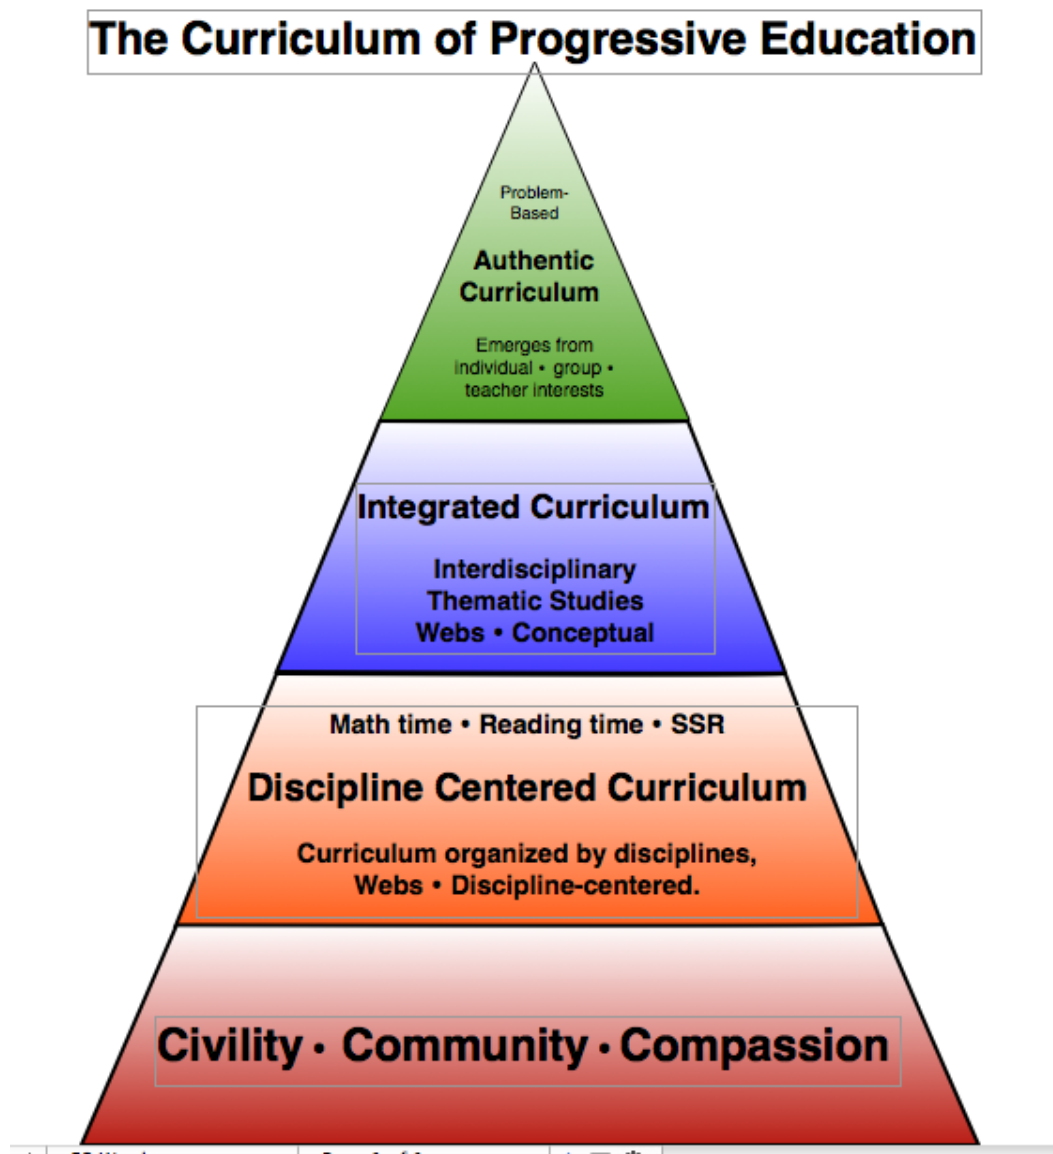 The Curriculum of Progressive Education
Problem-
Based
Authentic
Curriculum
Emerges from
individual • group •
teacher interests
Integrated Curriculum
Interdisciplinary
Thematic Studies
Webs • Conceptual
Math time • Reading time • SSR
Discipline Centered Curriculum
Curriculum organized by disciplines,
Webs • Discipline-centered.
Civility • Community • Compassion